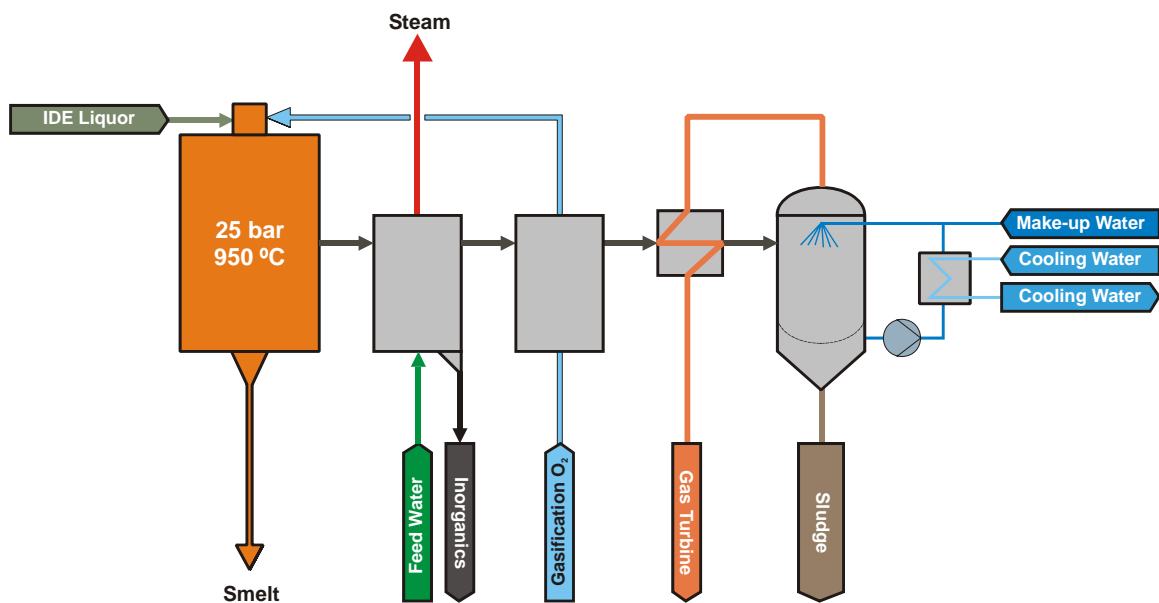 Steam
IDE Liquor
25 bar
950 ºC
Make-up Water
Cooling Water
Cooling Water
Feed Water
Inorganics
Gasification O₂
Gas Turbine
Sludge
Smelt